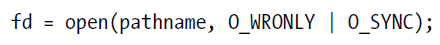 fd = open(pathname, O_WRONLY | O_SYNC);